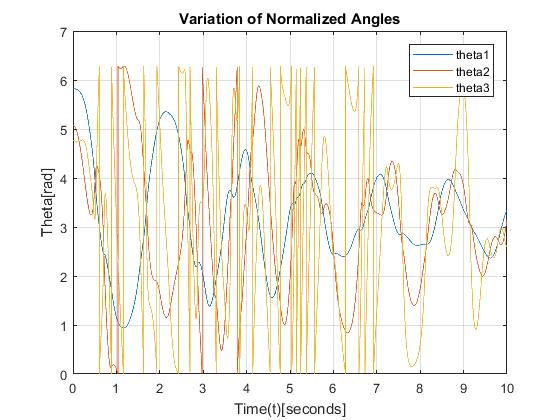 Variation of Normalized Angles
theta1
theta2
theta3
7
6
5
4
3
2
1
0
Theta[rad]
0 1 2 3 4 5 6 7 8 9 10
Time(t)[seconds]